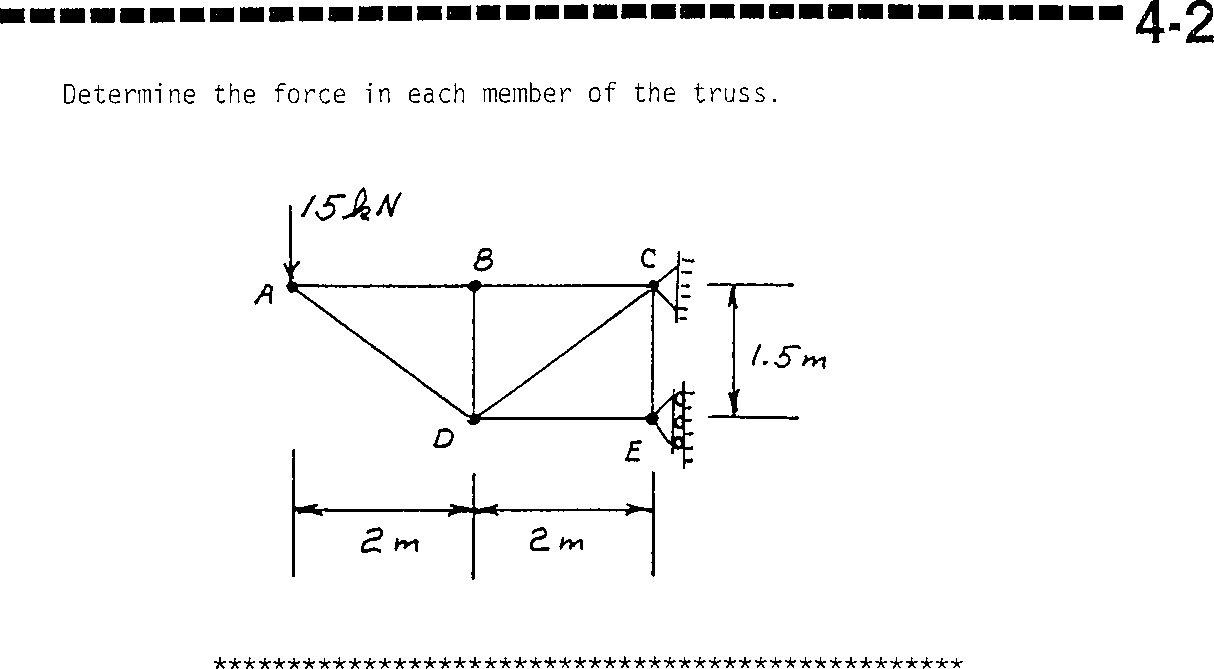 4-2
Determine the force in each member of the truss.
15kN
B
C
A
1.5m
D
E
2m
2m
**************************************************